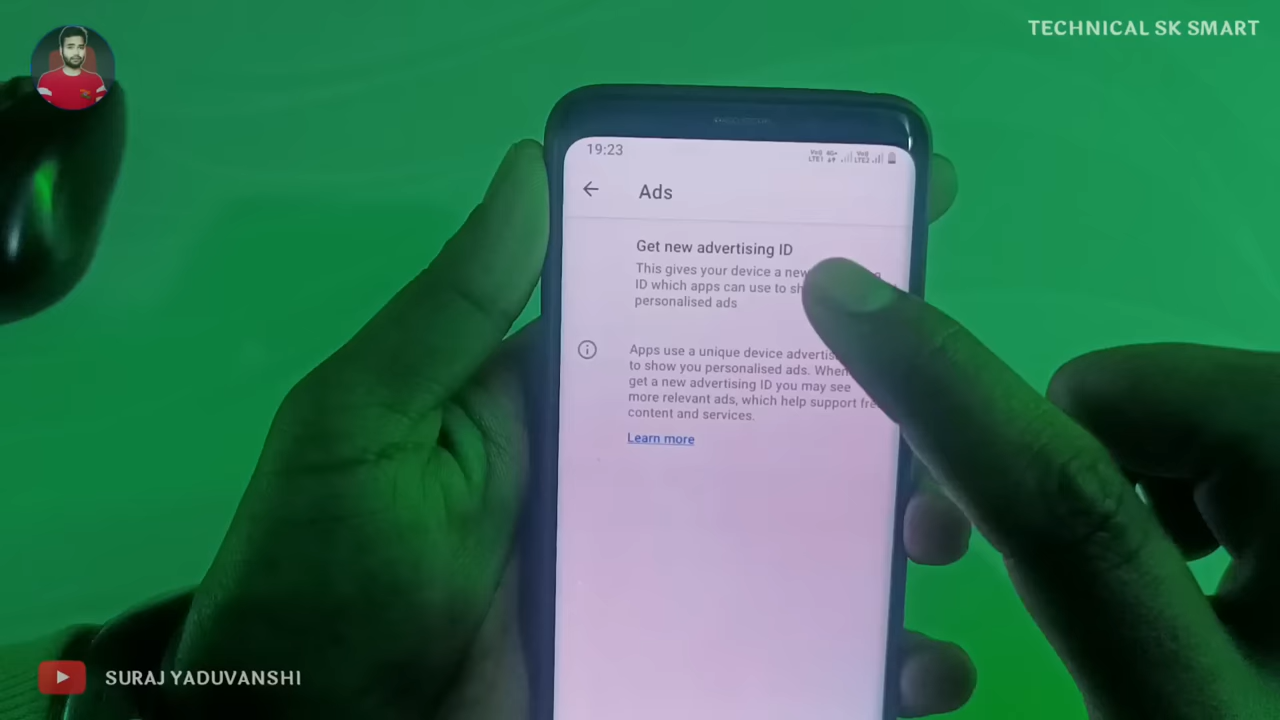 TECHNICAL SK SMART
19:23
Ads
Get new advertising ID
This gives your device a new
ID which apps can use to
personalised ads
Apps use a unique device
to show you personalised ads. When
get a new advertising ID you may see
more relevant ads, which help support
content and services.
Learn more
SURAJ YADUVANSHI